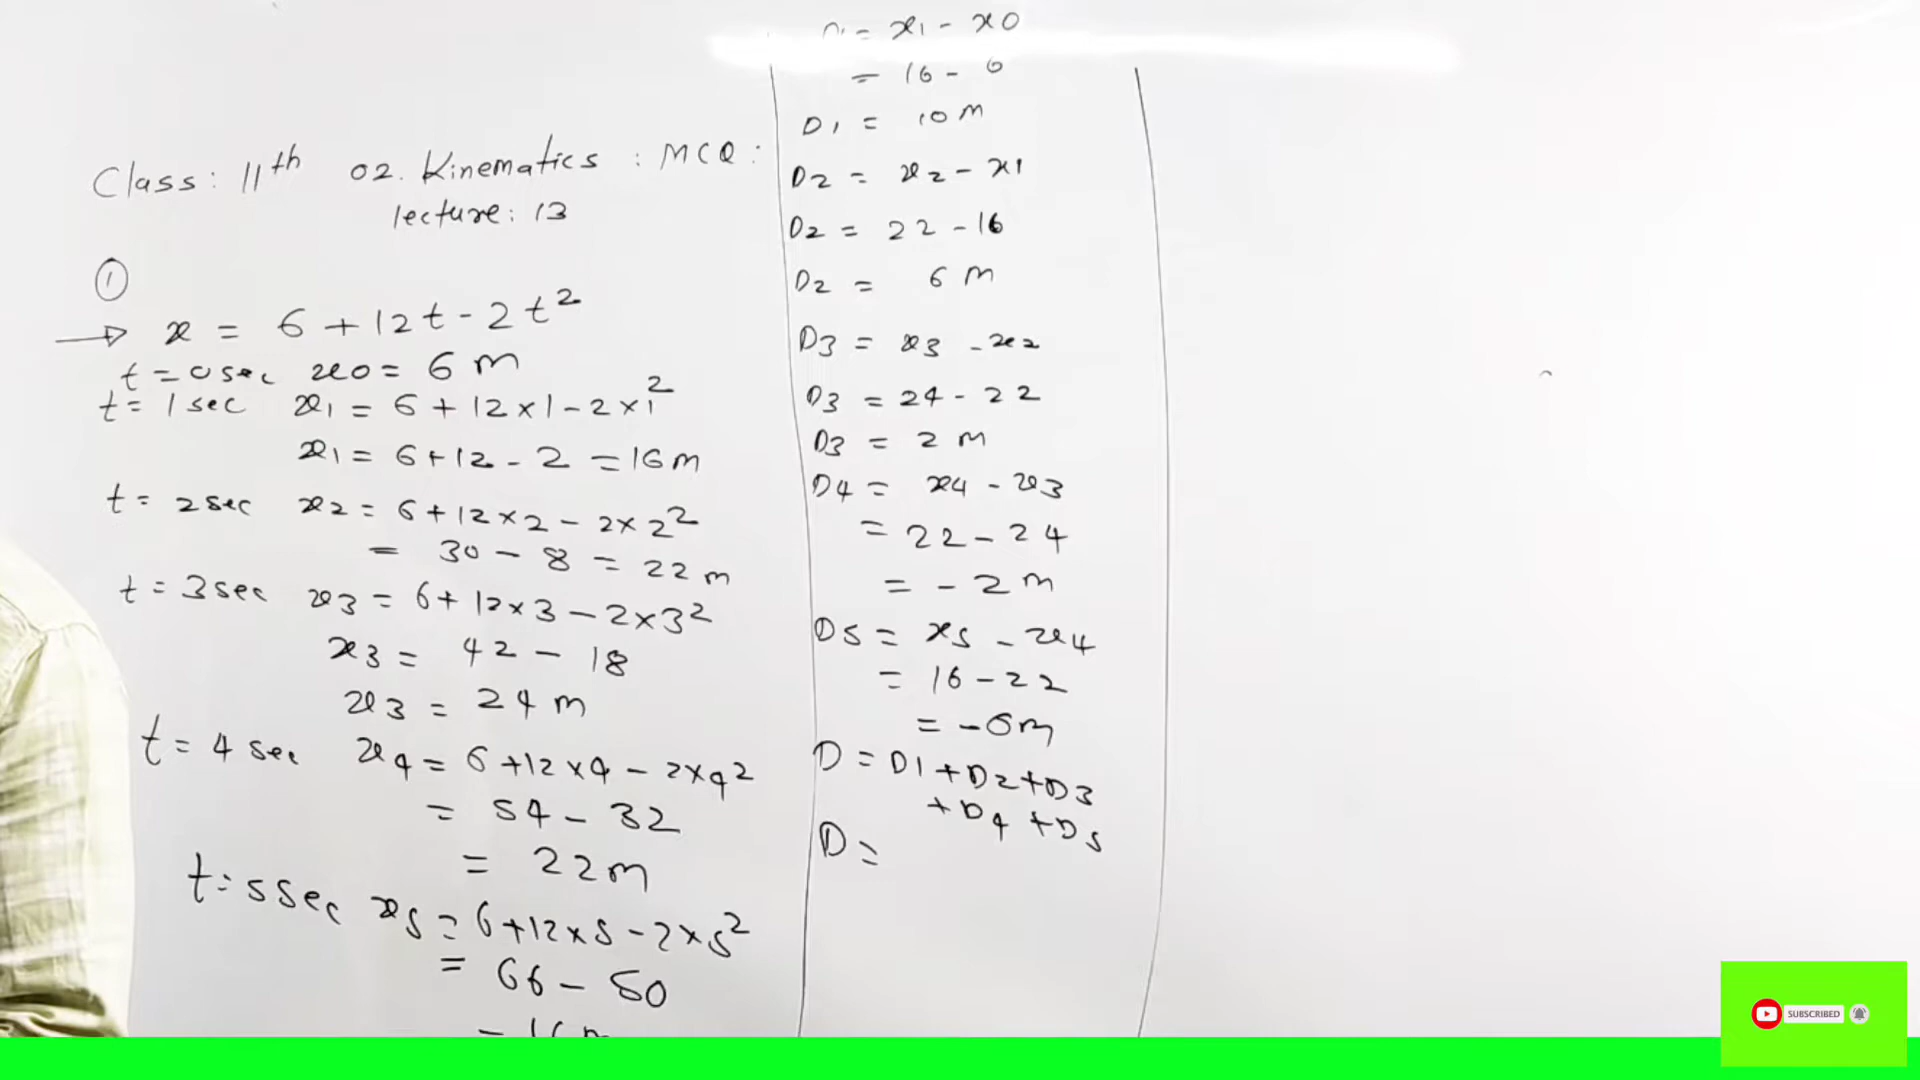 Class: 11th 02. Kinematics : MCQ:
lecture: 13
①
x = 6 + 12t - 2t²
t = 0 sec x0 = 6 m
t = 1 sec x1 = 6 + 12 × 1 - 2 × 1²
x1 = 6 + 12 - 2 = 16 m
t = 2 sec x2 = 6 + 12 × 2 - 2 × 2²
= 30 - 8 = 22 m
t = 3 sec x3 = 6 + 12 × 3 - 2 × 3²
x3 = 42 - 18
x3 = 24 m
t = 4 sec x4 = 6 + 12 × 4 - 2 × 4²
= 54 - 32
= 22 m
t = 5 sec x5 = 6 + 12 × 5 - 2 × 5²
= 66 - 50
= x1 - x0
= 16 - 6
D1 = 10 m
D2 = x2 - x1
D2 = 22 - 16
D2 = 6 m
D3 = x3 - x2
D3 = 24 - 22
D3 = 2 m
D4 = x4 - x3
= 22 - 24
= - 2 m
D5 = x5 - x4
= 16 - 22
= - 6 m
D = D1 + D2 + D3
+ D4 + D5
D =
SUBSCRIBED